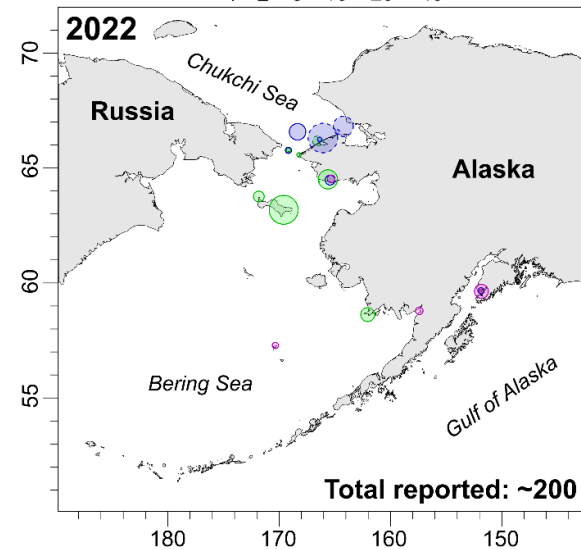 2022
70
Chukchi Sea
Russia
65
Alaska
60
55
Bering Sea
Gulf of Alaska
Total reported: ~200
180 170 160 150